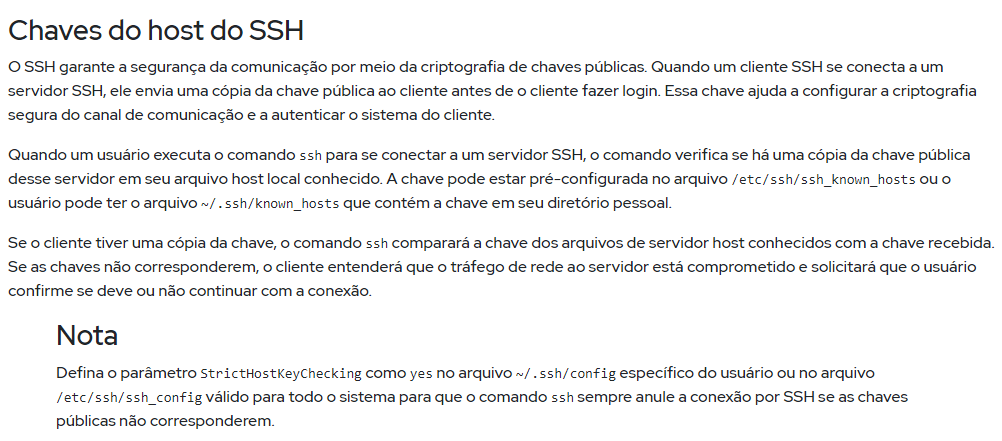 Chaves do host do SSH
O SSH garante a segurança da comunicação por meio da criptografia de chaves públicas. Quando um cliente SSH se conecta a um
servidor SSH, ele envia uma cópia da chave pública ao cliente antes de o cliente fazer login. Essa chave ajuda a configurar a criptografia
segura do canal de comunicação e a autenticar o sistema do cliente.
Quando um usuário executa o comando ssh para se conectar a um servidor SSH, o comando verifica se há uma cópia da chave pública
desse servidor em seu arquivo host local conhecido. A chave pode estar pré-configurada no arquivo /etc/ssh/ssh_known_hosts ou o
usuário pode ter o arquivo ~/.ssh/known_hosts que contém a chave em seu diretório pessoal.
Se o cliente tiver uma cópia da chave, o comando ssh comparará a chave dos arquivos de servidor host conhecidos com a chave recebida.
Se as chaves não corresponderem, o cliente entenderá que o tráfego de rede ao servidor está comprometido e solicitará que o usuário
confirme se deve ou não continuar com a conexão.
Nota
Defina o parâmetro StrictHostKeyChecking como yes no arquivo ~/.ssh/config específico do usuário ou no arquivo
/etc/ssh/ssh_config válido para todo o sistema para que o comando ssh sempre anule a conexão por SSH se as chaves
públicas não corresponderem.